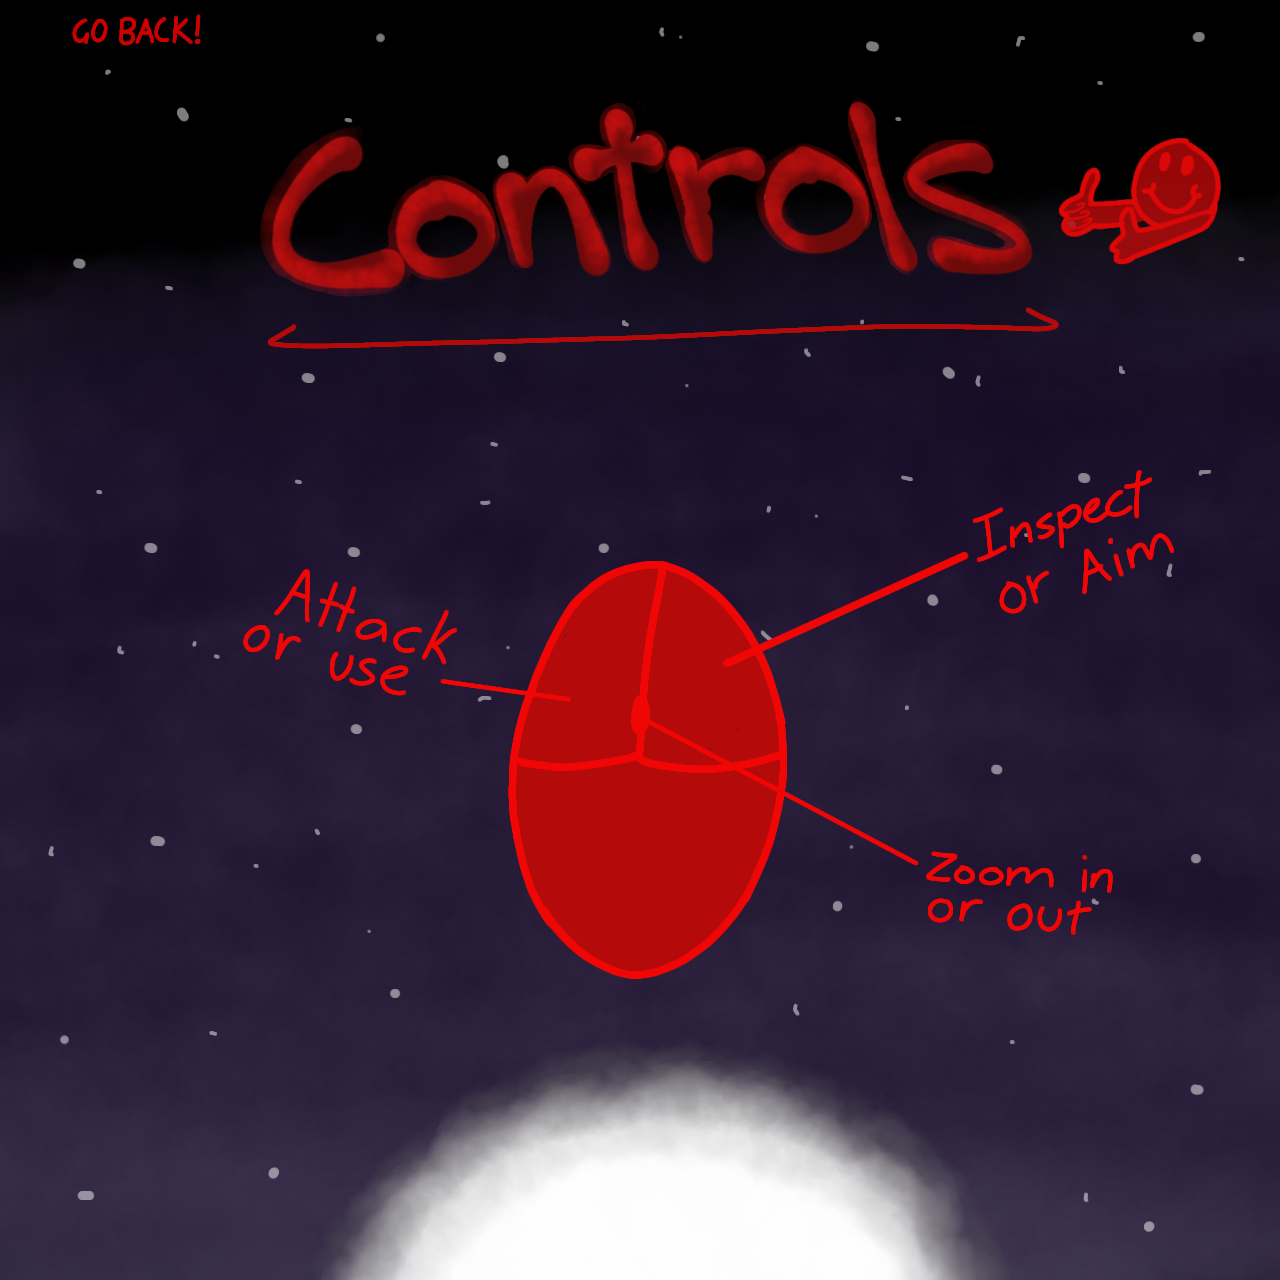 GO BACK!
Controls
Inspect
or Aim
Attack
or use
Zoom in
or out